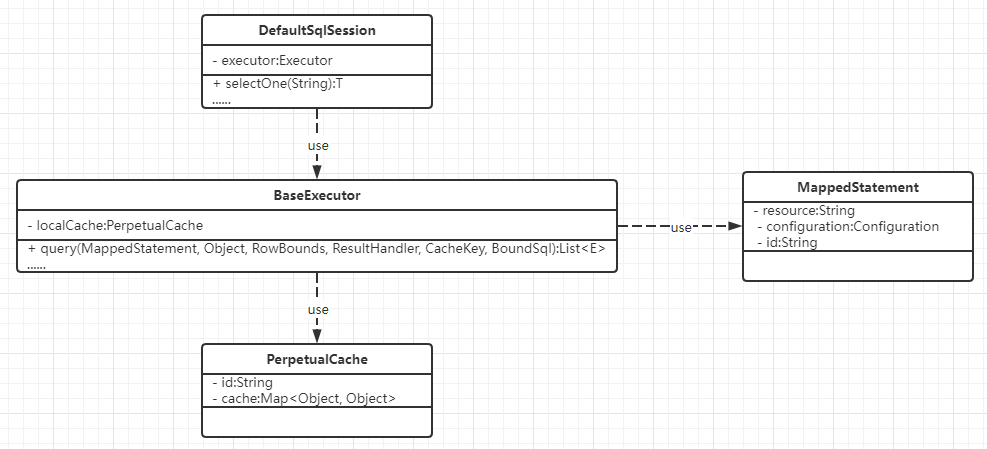 DefaultSqlSession
- executor:Executor
+ selectOne(String):T
......
use
BaseExecutor
- localCache:PerpetualCache
+ query(MappedStatement, Object, RowBounds, ResultHandler, CacheKey, BoundSql):List<E>
......
use
MappedStatement
- resource:String
- configuration:Configuration
- id:String
use
PerpetualCache
- id:String
- cache:Map<Object, Object>